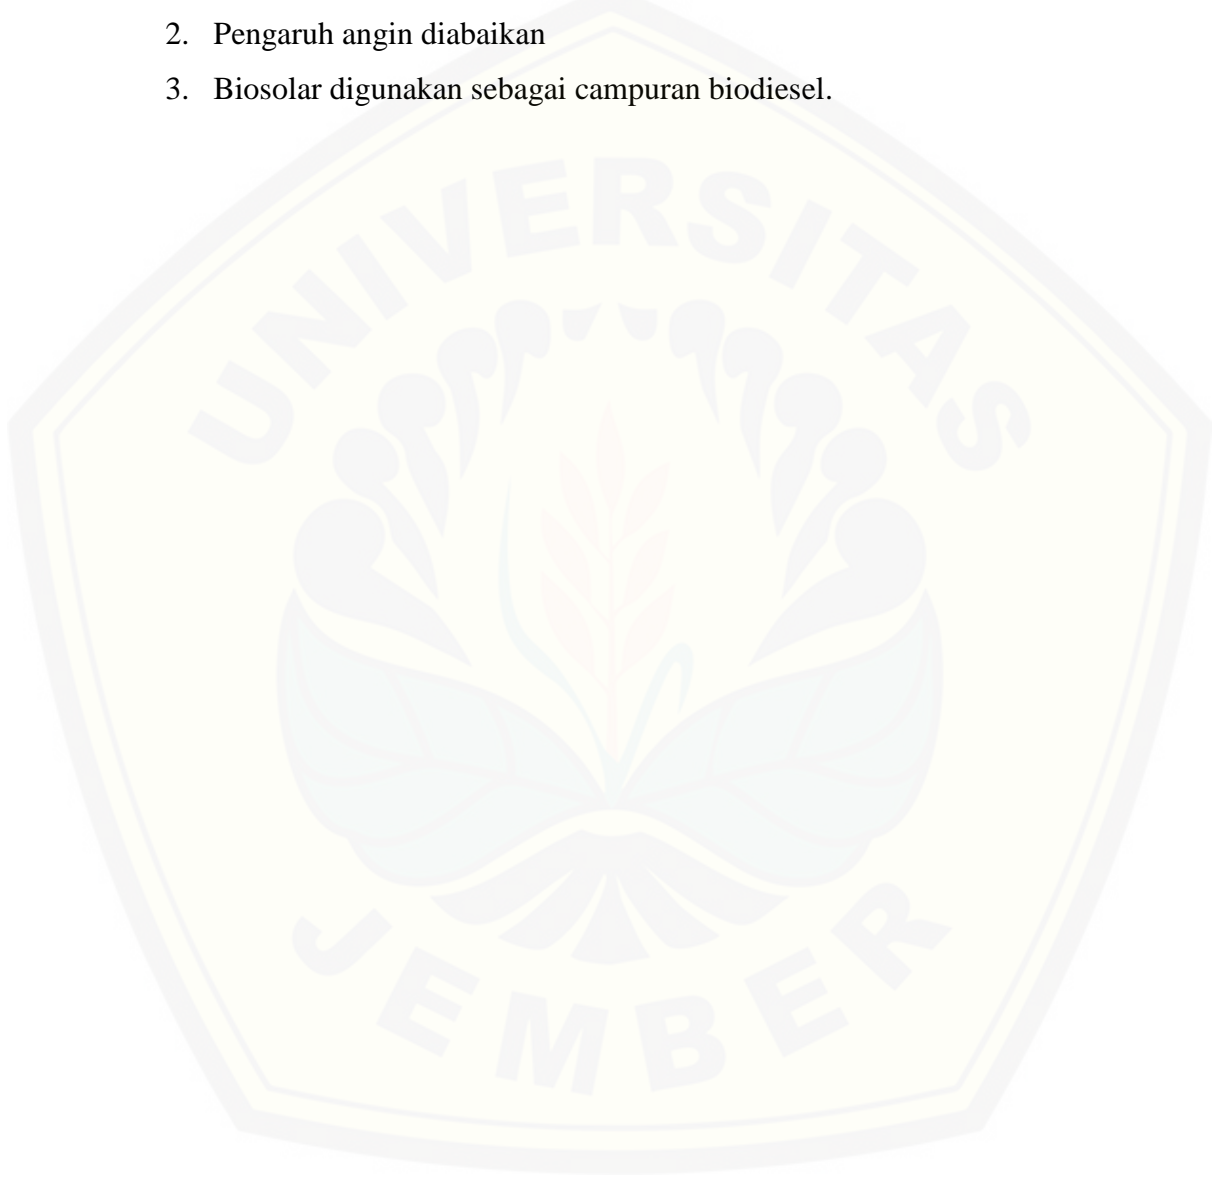 2. Pengaruh angin diabaikan
3. Biosolar digunakan sebagai campuran biodiesel.
UNIVERSITAS
JEMBER